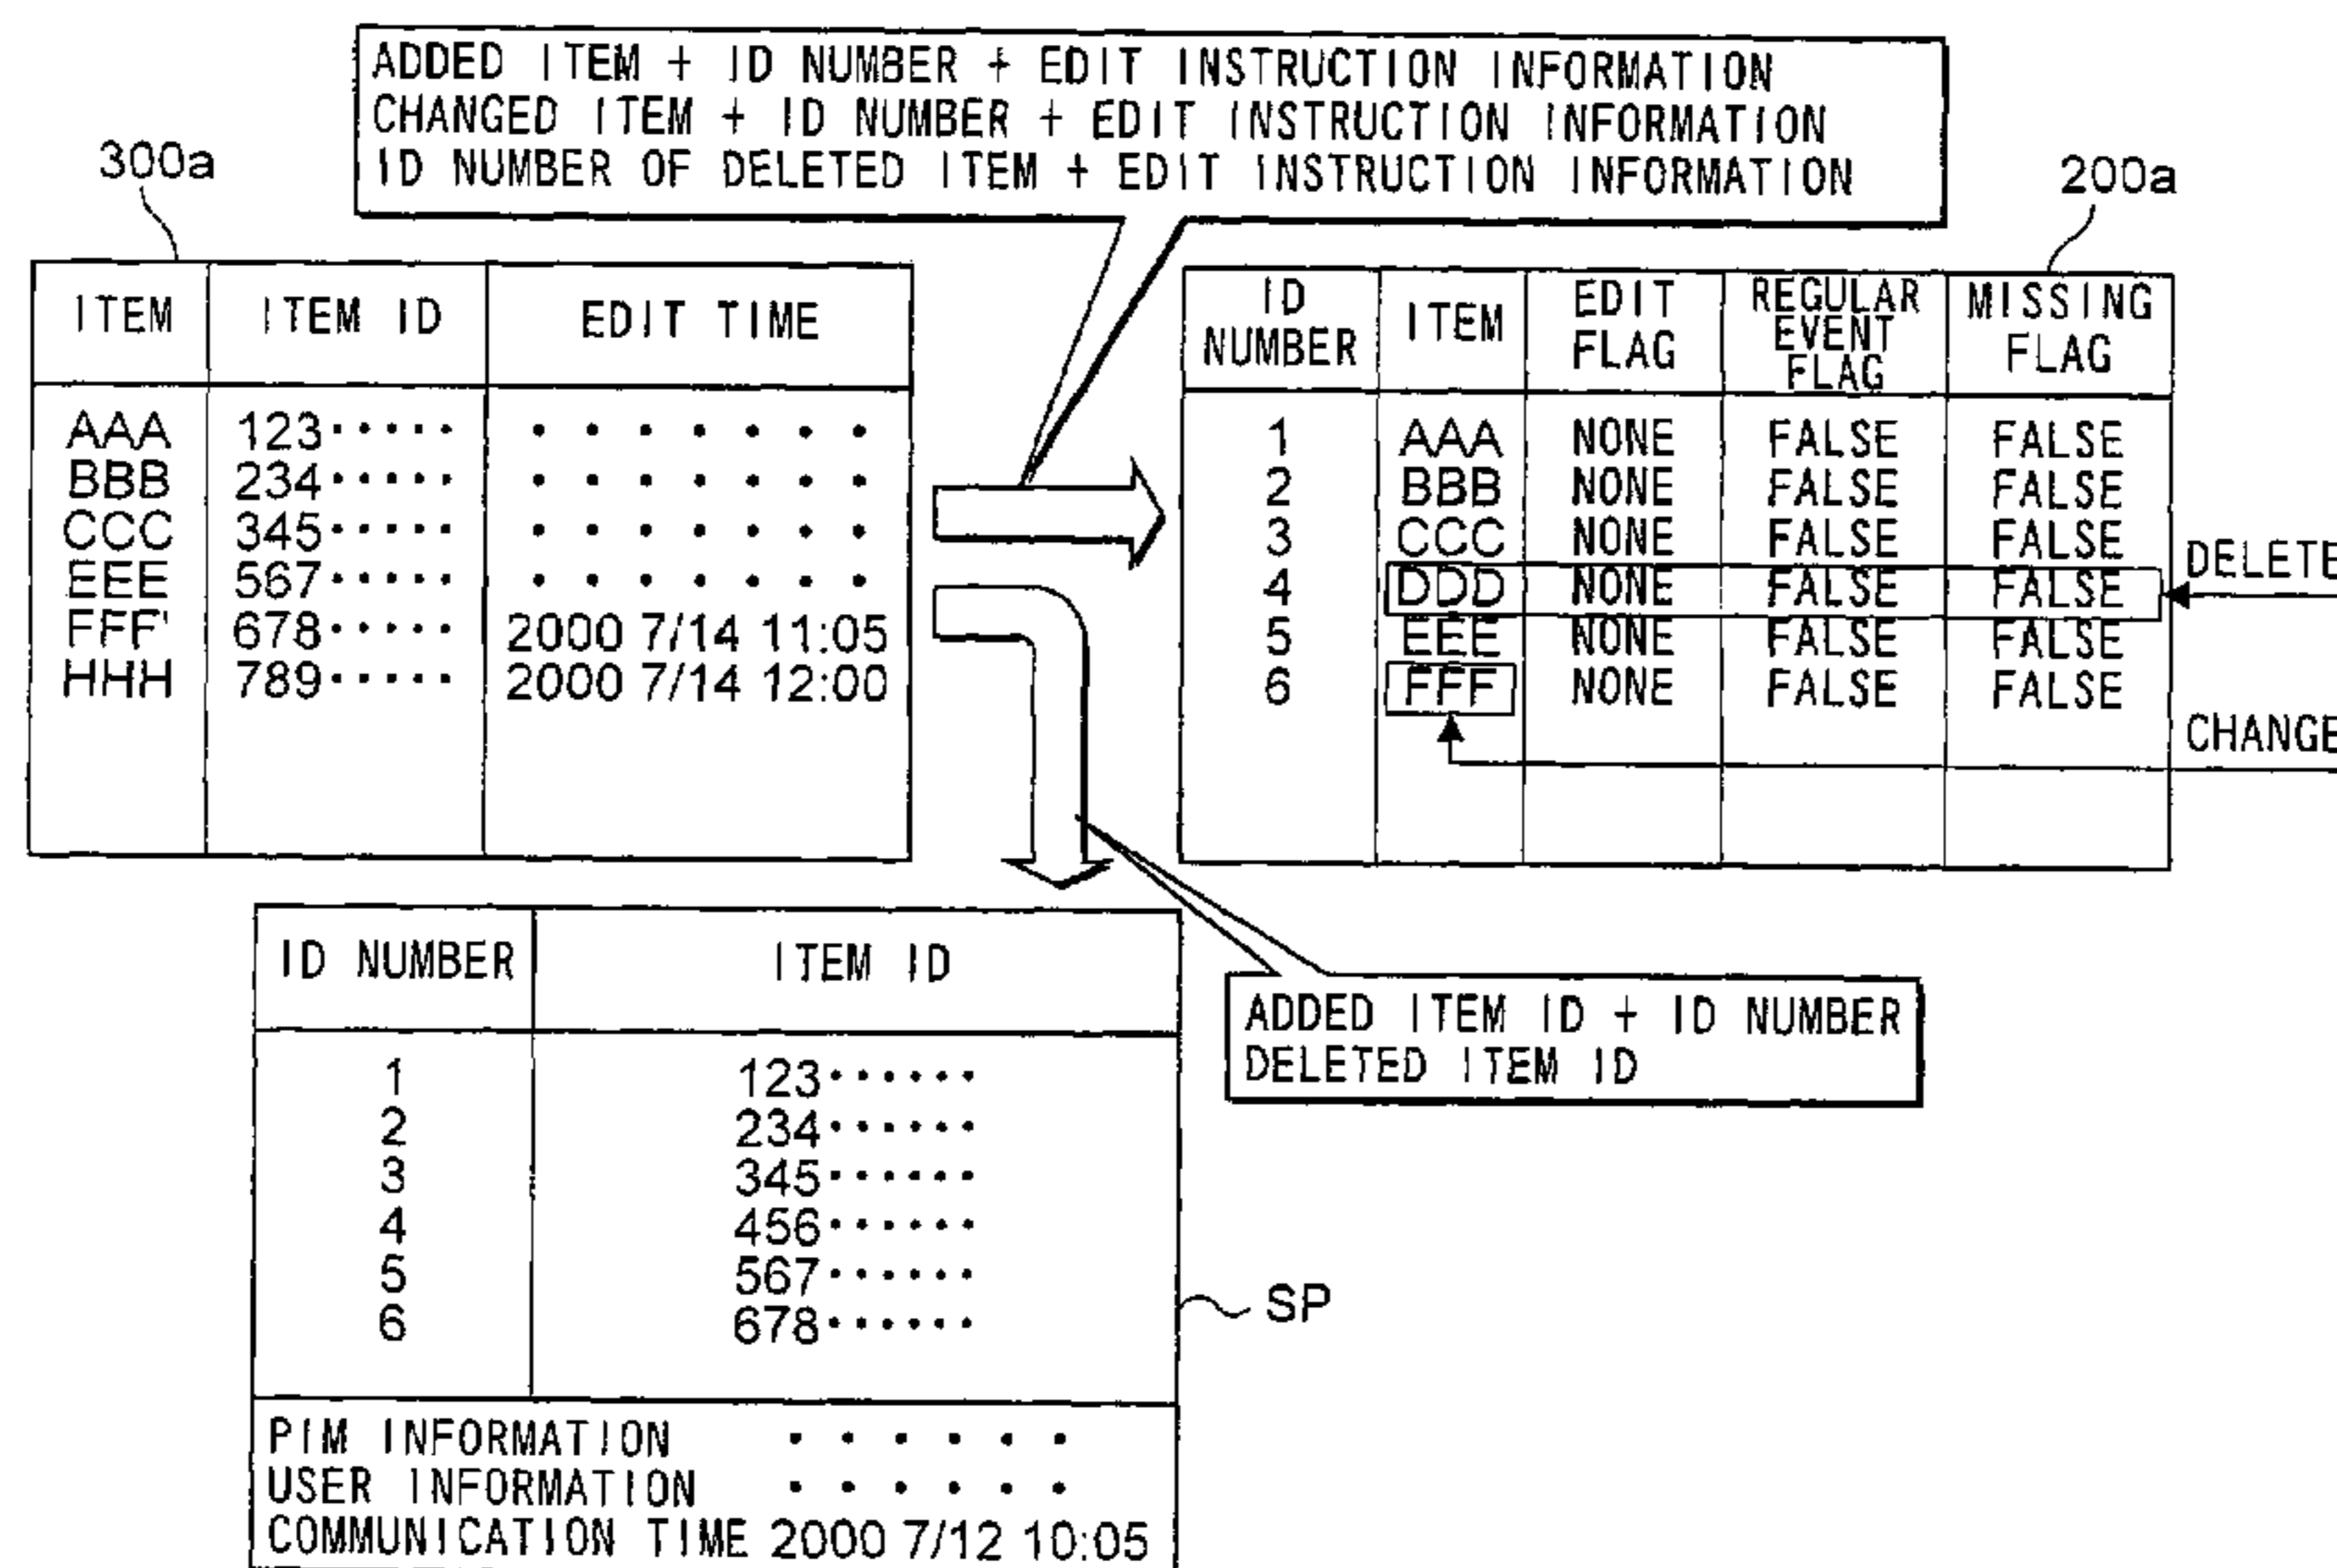 ADDED ITEM + ID NUMBER + EDIT INSTRUCTION INFORMATION
CHANGED ITEM + ID NUMBER + EDIT INSTRUCTION INFORMATION
ID NUMBER OF DELETED ITEM + EDIT INSTRUCTION INFORMATION
300a
200a
ITEM ITEM ID EDIT TIME
AAA 123····· · · · · · · ·
BBB 234····· · · · · · · ·
CCC 345····· · · · · · · ·
EEE 567····· · · · · · · ·
FFF' 678····· 2000 7/14 11:05
HHH 789····· 2000 7/14 12:00
ID NUMBER ITEM EDIT FLAG REGULAR EVENT FLAG MISSING FLAG
1 AAA NONE FALSE FALSE
2 BBB NONE FALSE FALSE
3 CCC NONE FALSE FALSE
4 DDD NONE FALSE FALSE
5 EEE NONE FALSE FALSE
6 FFF NONE FALSE FALSE
DELETE
CHANGE
ID NUMBER ITEM ID
1 123······
2 234······
3 345······
4 456······
5 567······
6 678······
SP
PIM INFORMATION · · · · · ·
USER INFORMATION · · · · · ·
COMMUNICATION TIME 2000 7/12 10:05
ADDED ITEM ID + ID NUMBER
DELETED ITEM ID